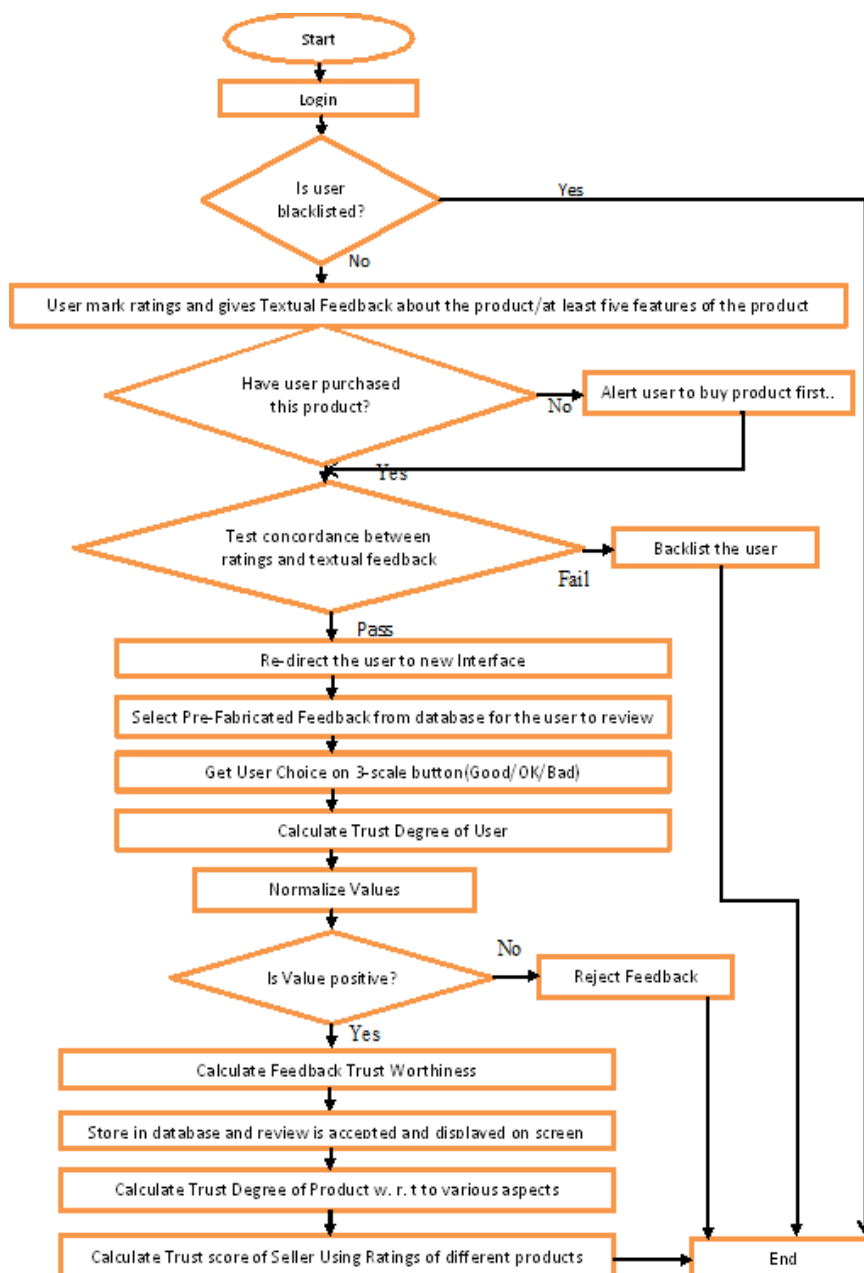 Start
Login
Is user
blacklisted?
Yes
No
User mark ratings and gives Textual Feedback about the product/at least five features of the product
Have user purchased
this product?
No
Alert user to buy product first..
Yes
Test concordance between
ratings and textual feedback
Fail
Backlist the user
Pass
Re-direct the user to new Interface
Select Pre-Fabricated Feedback from database for the user to review
Get User Choice on 3-scale button(Good/OK/Bad)
Calculate Trust Degree of User
Normalize Values
Is Value positive?
No
Reject Feedback
Yes
Calculate Feedback Trust Worthiness
Store in database and review is accepted and displayed on screen
Calculate Trust Degree of Product w. r. t to various aspects
Calculate Trust score of Seller Using Ratings of different products
End